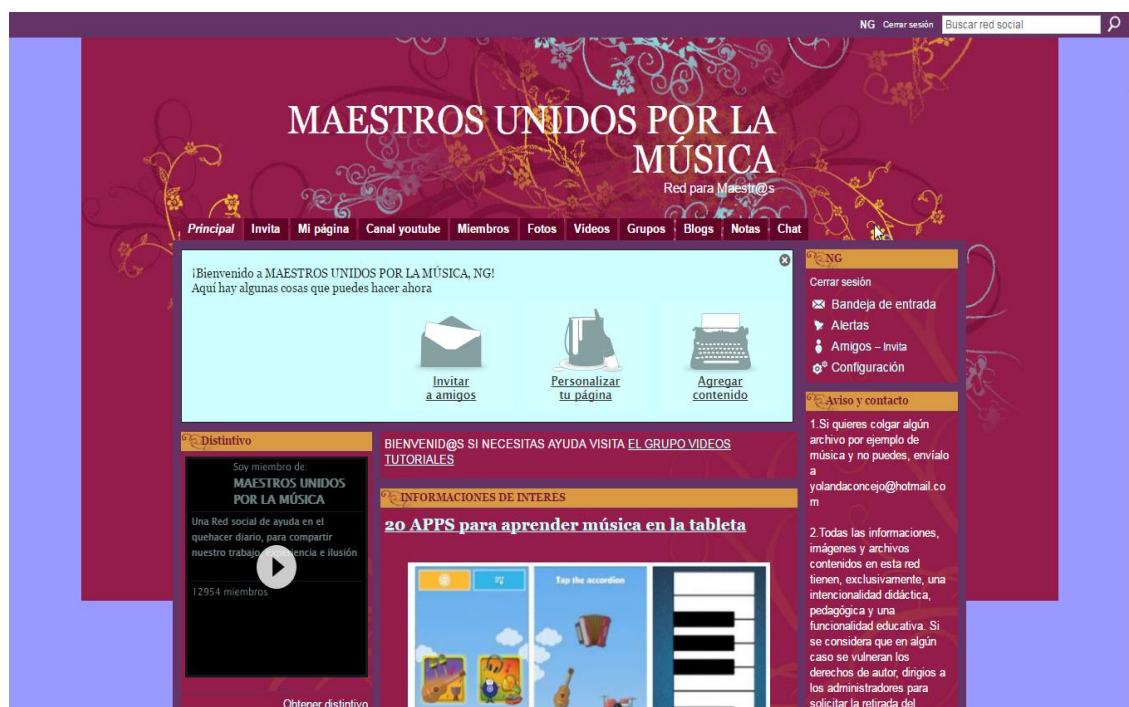 NG Cerrar sesión Buscar red social
MAESTROS UNIDOS POR LA
MÚSICA
Red para Maestr@s
Principal Invita Mi página Canal youtube Miembros Fotos Videos Grupos Blogs Notas Chat
¡Bienvenido a MAESTROS UNIDOS POR LA MÚSICA, NG!
Aquí hay algunas cosas que puedes hacer ahora
Invitar
a amigos
Personalizar
tu página
Agregar
contenido
Distintivo
Soy miembro de:
MAESTROS UNIDOS
POR LA MÚSICA
Una Red social de ayuda en el
quehacer diario, para compartir
nuestro trabajo, experiencia e ilusión
12954 miembros
Obtener distintivo
BIENVENID@S SI NECESITAS AYUDA VISITA EL GRUPO VIDEOS
TUTORIALES
INFORMACIONES DE INTERÉS
20 APPS para aprender música en la tableta
Tap the accordion
NG
Cerrar sesión
Bandeja de entrada
Alertas
Amigos – Invita
Configuración
Aviso y contacto
1.Si quieres colgar algún
archivo por ejemplo de
música y no puedes, envíalo
a
yolandaconcejo@hotmail.co
m
2.Todas las informaciones,
imágenes y archivos
contenidos en esta red
tienen, exclusivamente, una
intencionalidad didáctica,
pedagógica y una
funcionalidad educativa. Si
se considera que en algún
caso se vulneran los
derechos de autor, dirigios a
los administradores para
solicitar la retirada del